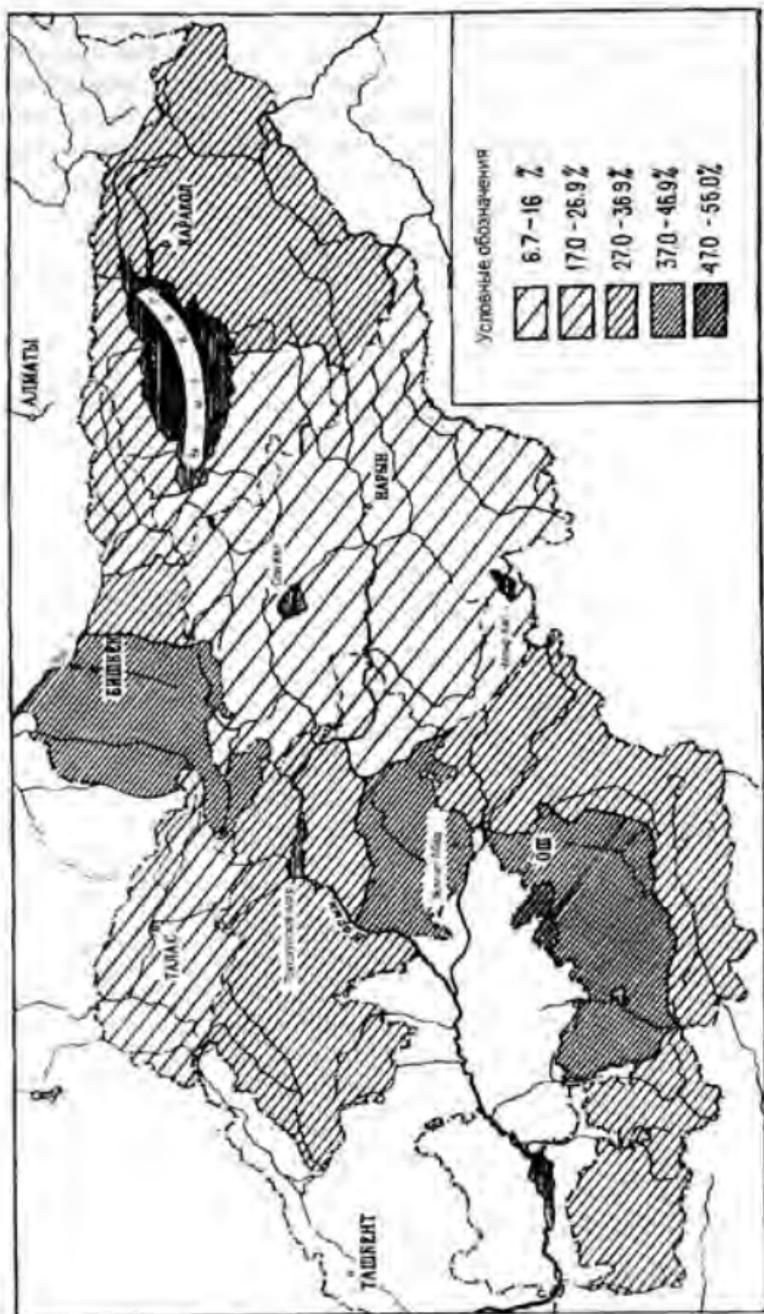 АЛМАТЫ
КАРАКОЛ
БИШКЕК
НАРЫН
ТАЛАС
ОШ
ТАШКЕНТ
Условные обозначения
6.7-16 %
17.0-26.9%
27.0-36.9%
37.0-46.9%
47.0-56.0%